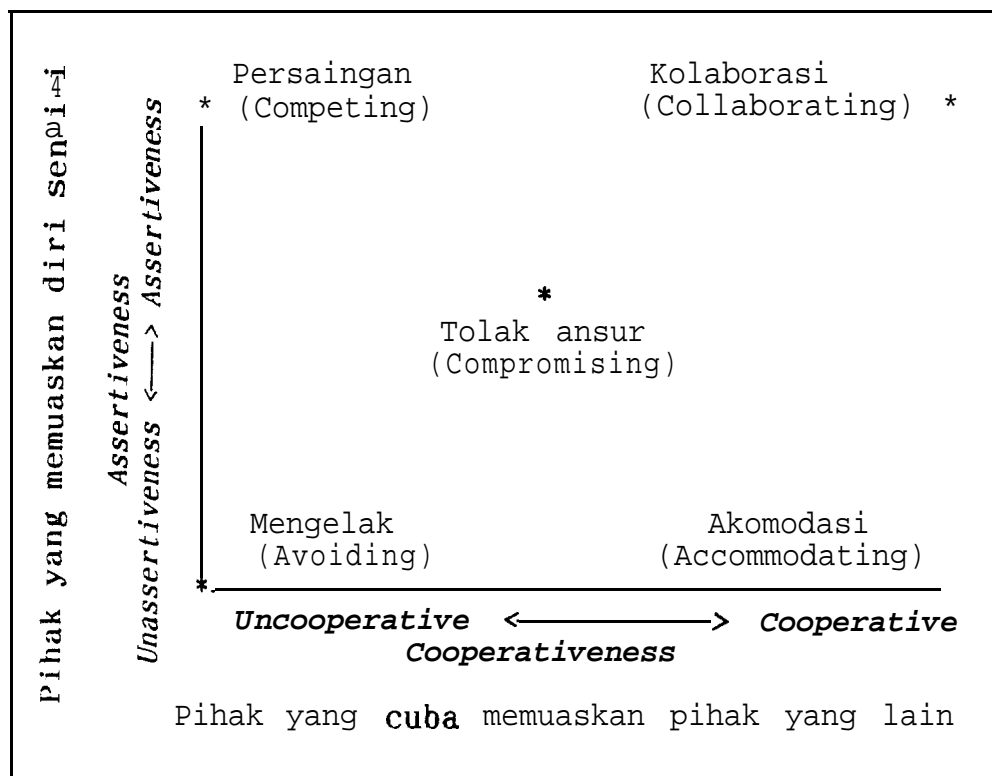 Persaingan
* (Competing)
Kolaborasi
(Collaborating) *
Pihak yang memuaskan diri
Assertiveness
Unassertiveness <——> Assertiveness
*
Tolak ansur
(Compromising)
Mengelak
(Avoiding)
*
Akomodasi
(Accommodating)
Uncooperative <————> Cooperative
Cooperativeness
Pihak yang cuba memuaskan pihak yang lain